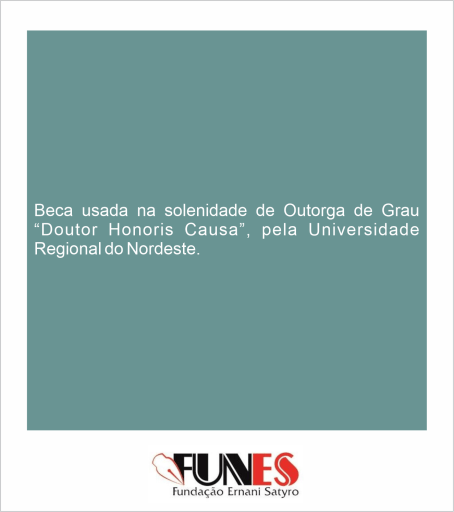 Beca usada na solenidade de Outorga de Grau
“Doutor Honoris Causa”, pela Universidade
Regional do Nordeste.
FUNES
Fundação Ernani Satyro